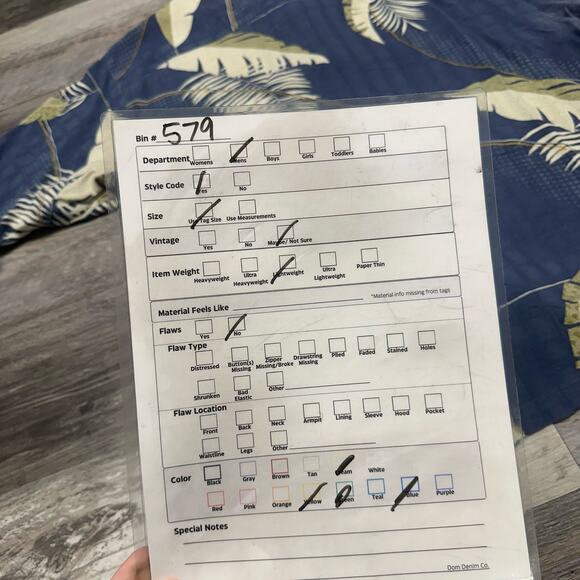 Bin # 579
Department Womens Mens Boys Girls Toddlers Babies
Style Code Yes No
Size Use Tag Size Use Measurements
Vintage Yes No Maybe/ Not Sure
Item Weight Heavyweight Ultra Heavyweight Lightweight Ultra Lightweight Paper Thin
Material Feels Like *Material info missing from tags
Flaws Yes No
Flaw Type
Distressed Button(s) Missing Zipper Missing/Broke Drawstring Missing Piled Faded Stained Holes
Shrunken Bad Elastic Other
Flaw Location
Front Back Neck Armpit Lining Sleeve Hood Pocket
Waistline Legs Other
Color Black Gray Brown Tan Cream White
Red Pink Orange Yellow Green Teal Blue Purple
Special Notes
Dom Denim Co.